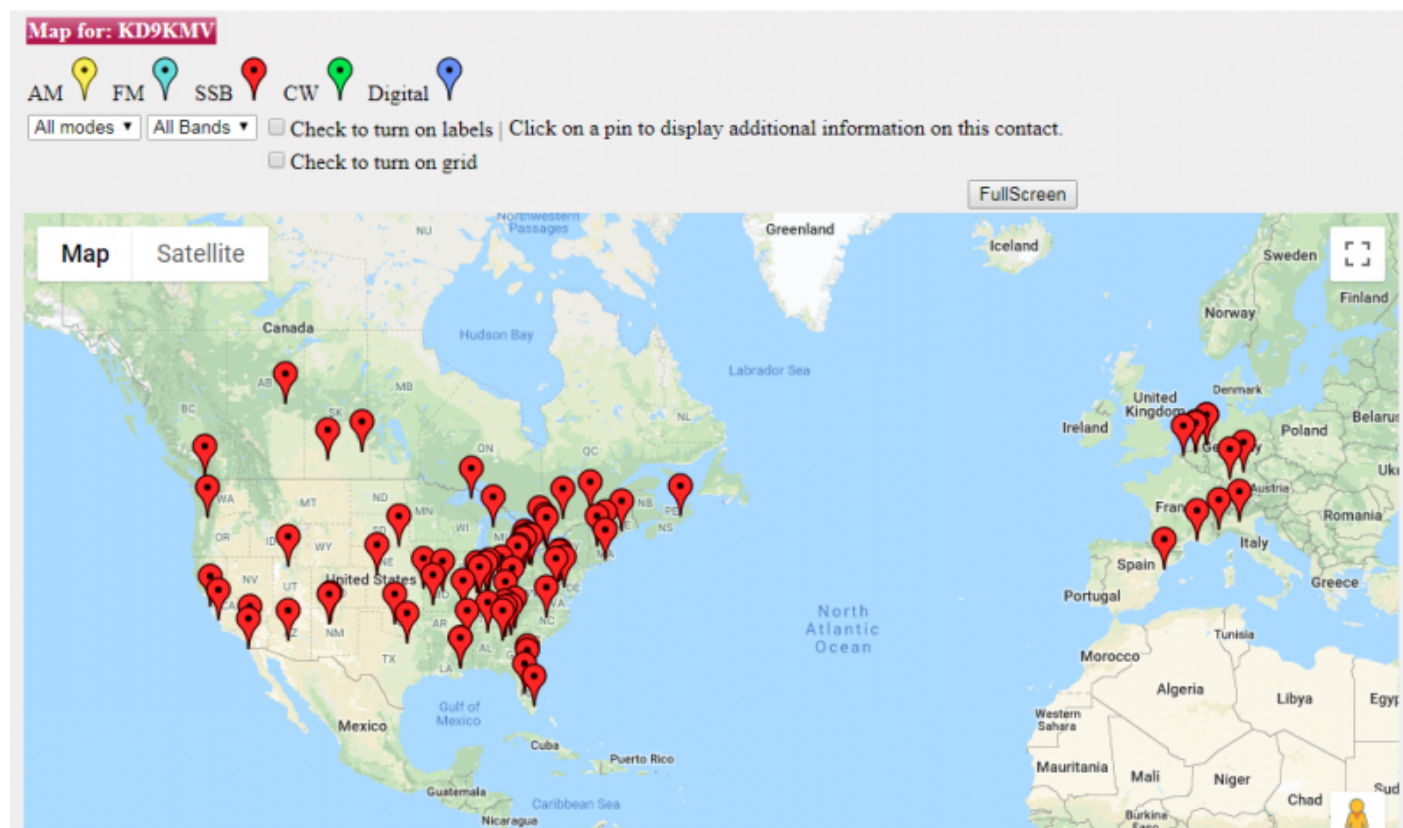 Map for: KD9KMV
AM FM SSB CW Digital
All modes ▼ All Bands ▼ Check to turn on labels | Click on a pin to display additional information on this contact.
Check to turn on grid
FullScreen
Map Satellite
Northwestern
Passages
NU
Greenland
Iceland
Sweden
Finland
Norway
Canada
Hudson Bay
Labrador Sea
AB
MB
BC
SK
NL
Denmark
United
Kingdom
Ireland
Poland
Belarus
ON
QC
Uk
WA
MT
ND
MN
NB
PE
NS
Austria
Romania
OR
ID
WY
WI
Italy
Spain
Greece
Portugal
NV
UT
NE
United States
NM
AR
NC
TX
AL
LA
North
Atlantic
Ocean
Tunisia
Morocco
Algeria
Libya
Egyp
Gulf of
Mexico
Mexico
Western
Sahara
Cuba
Puerto Rico
Mauritania
Mali
Niger
Chad
Sud
Guatemala
Caribbean Sea
Nicaragua
Burkina
Faso